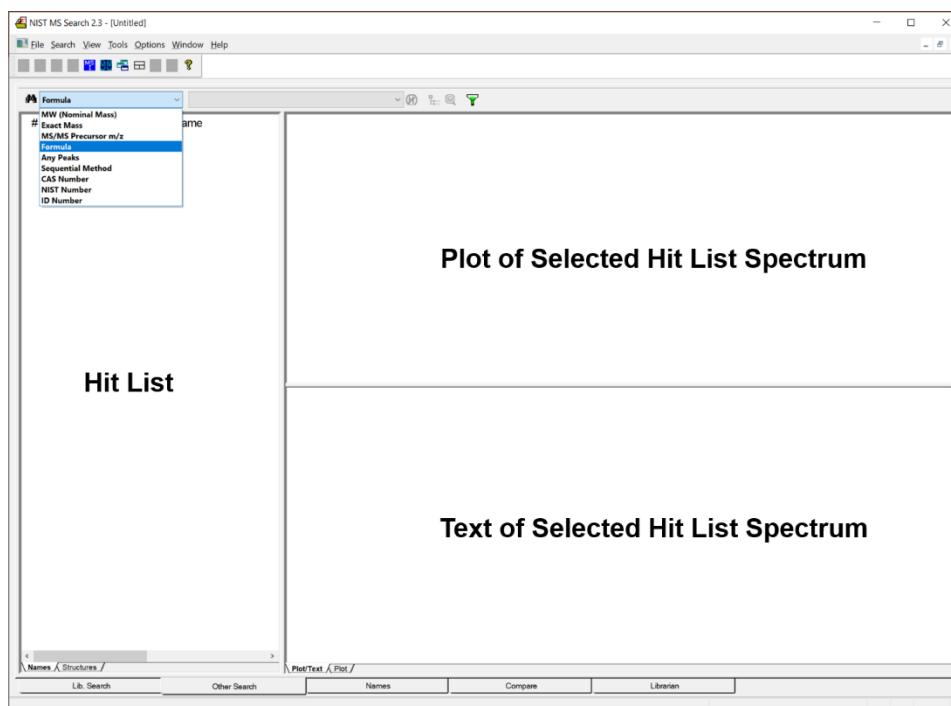 NIST MS Search 2.3 - [Untitled]
File Search View Tools Options Window Help
Formula
MW (Nominal Mass)
# ame
Exact Mass
MS/MS Precursor m/z
Formula
Any Peaks
Sequential Method
CAS Number
NIST Number
ID Number
Plot of Selected Hit List Spectrum
Hit List
Text of Selected Hit List Spectrum
Names Structures
Plot/Text Plot
Lib. Search Other Search Names Compare Librarian